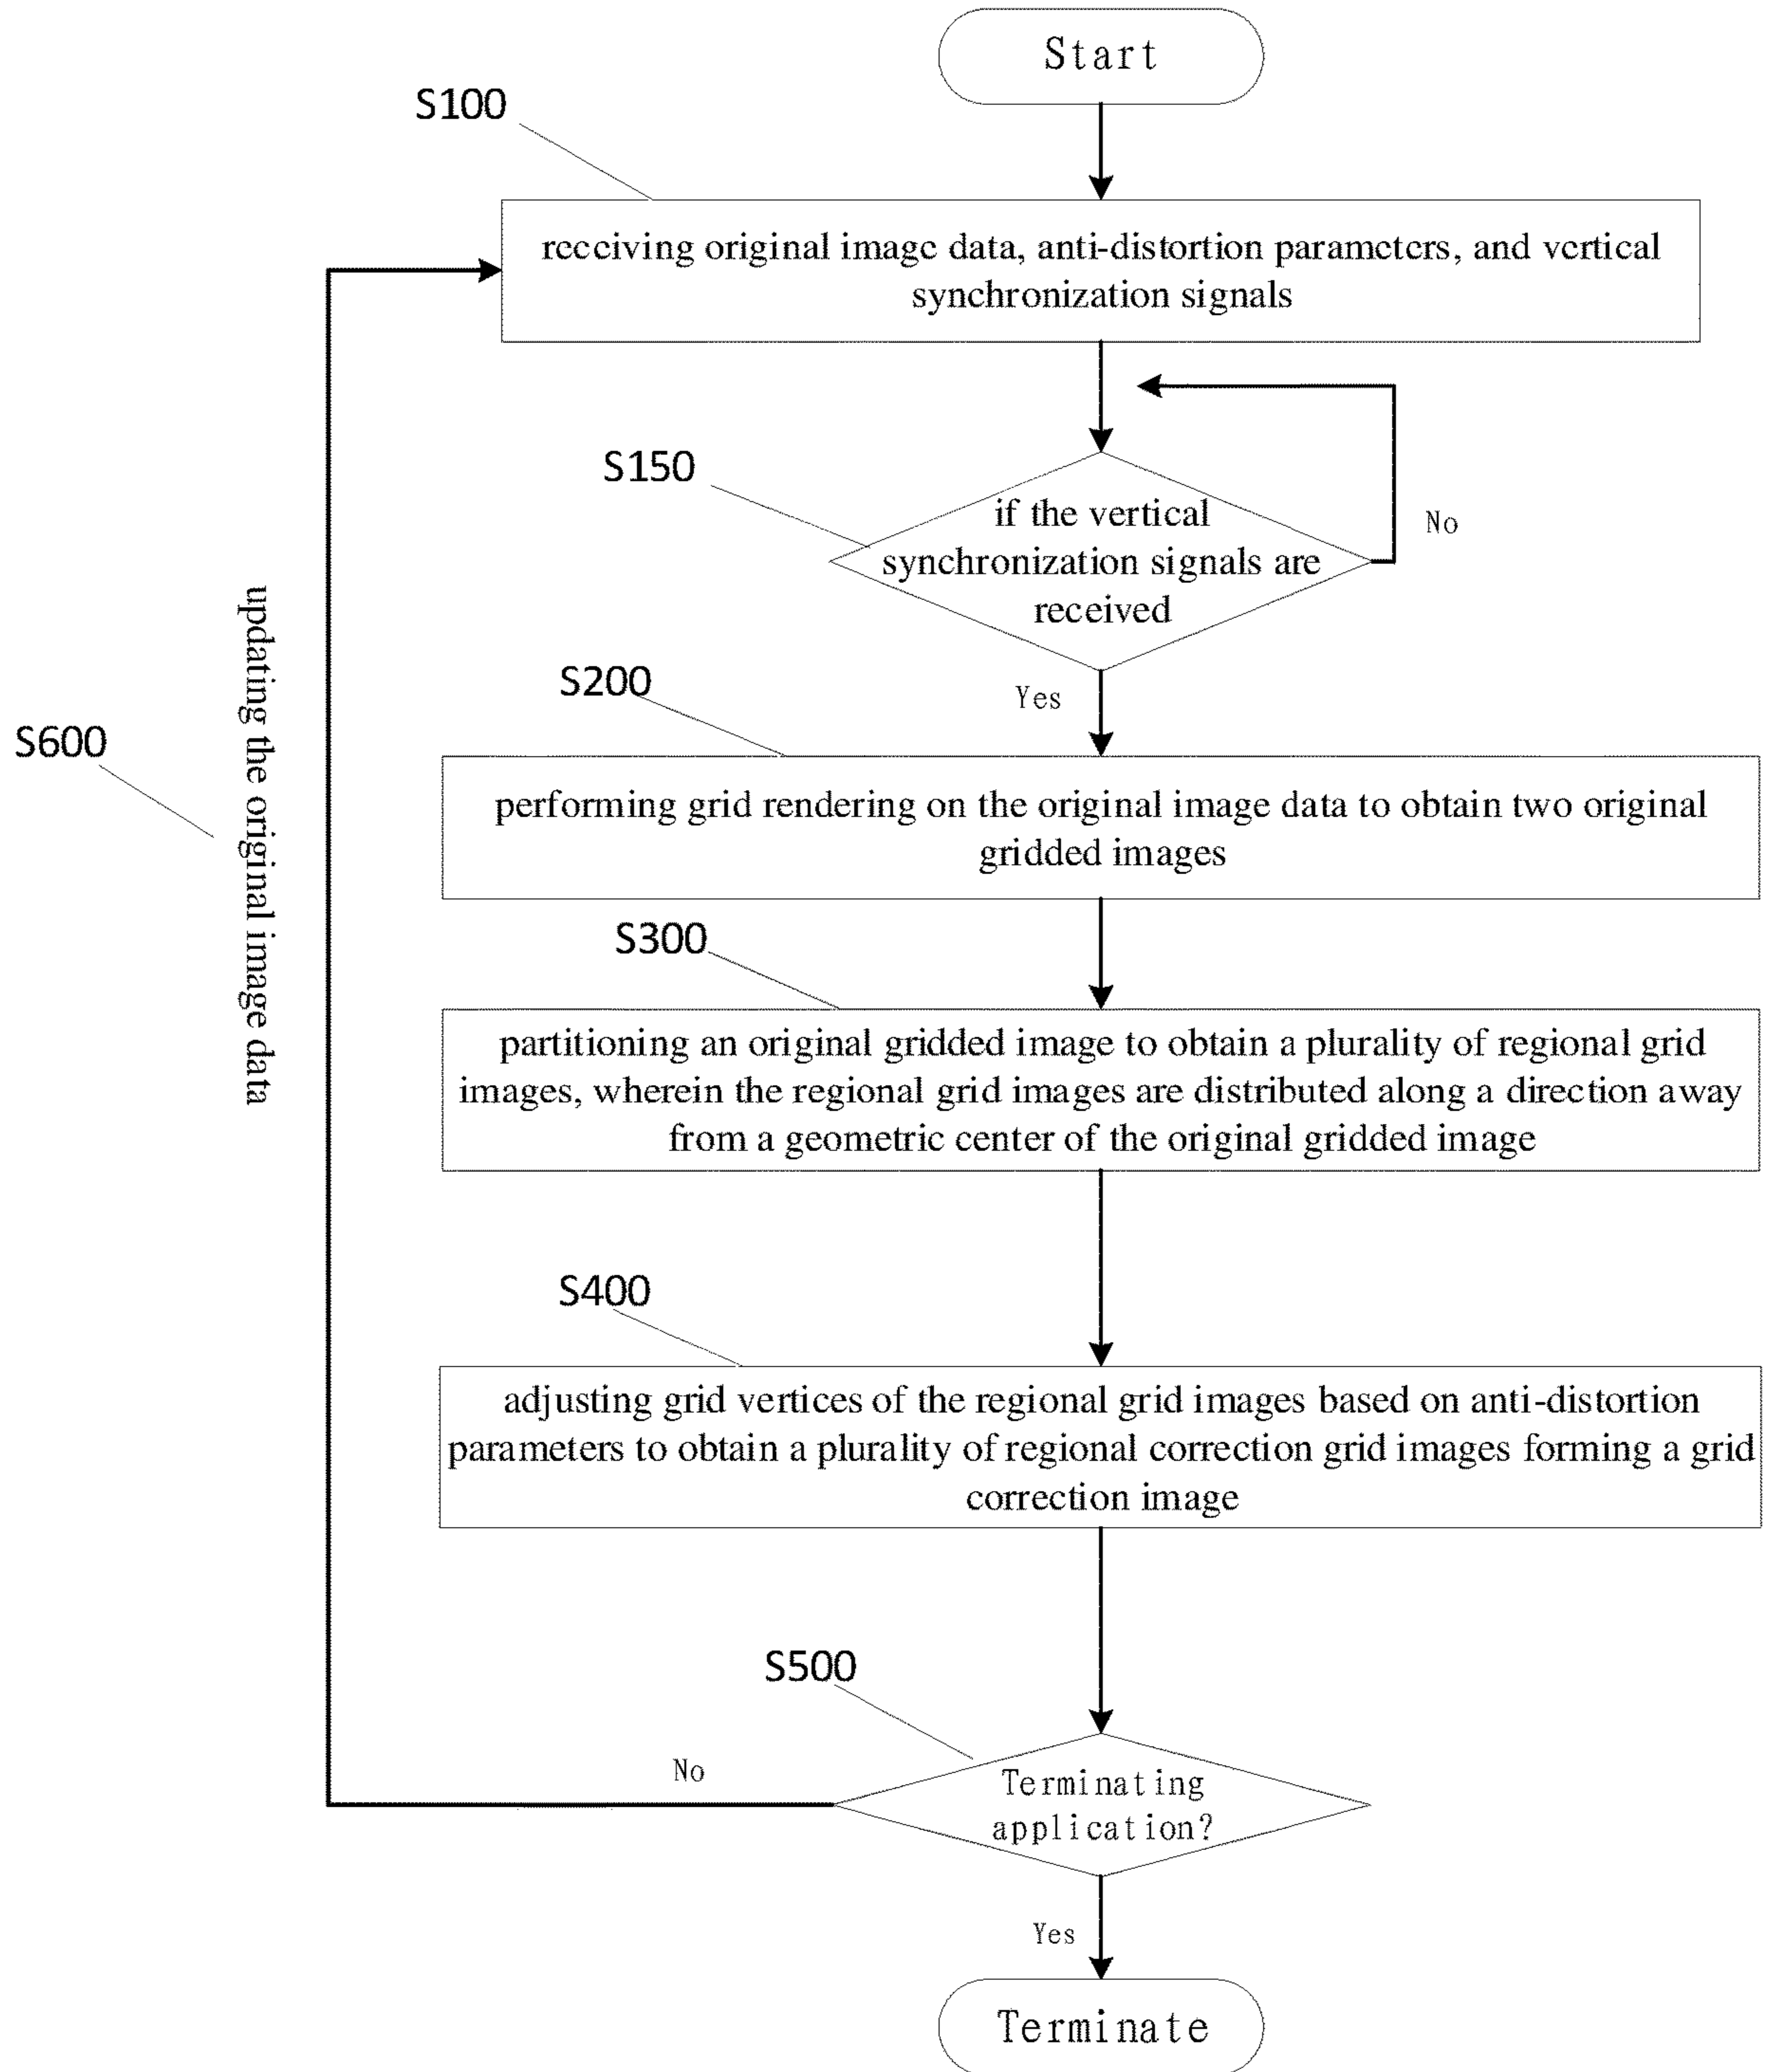 Start
S100
receiving original image data, anti-distortion parameters, and vertical
synchronization signals
S150
if the vertical
synchronization signals are
received
No
Yes
S200
performing grid rendering on the original image data to obtain two original
gridded images
S300
partitioning an original gridded image to obtain a plurality of regional grid
images, wherein the regional grid images are distributed along a direction away
from a geometric center of the original gridded image
S400
adjusting grid vertices of the regional grid images based on anti-distortion
parameters to obtain a plurality of regional correction grid images forming a grid
correction image
S500
Terminating
application?
No
S600
updating the original image data
Yes
Terminate